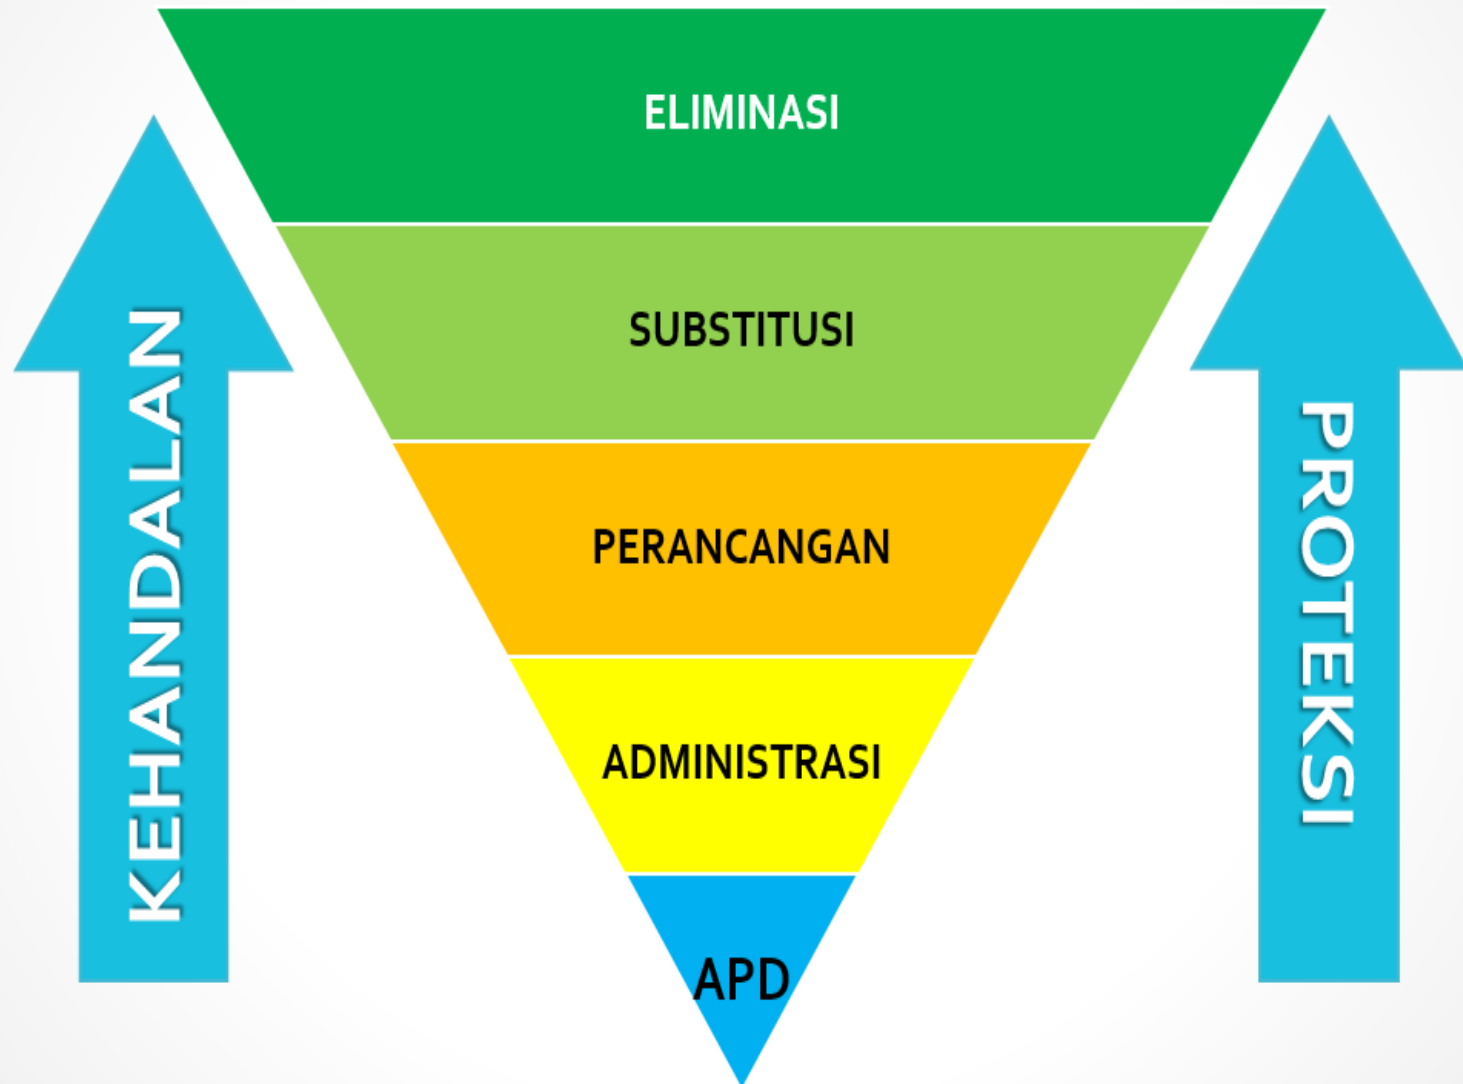 ELIMINASI
SUBSTITUSI
PERANCANGAN
ADMINISTRASI
APD
KEHANDALAN
PROTEKSI